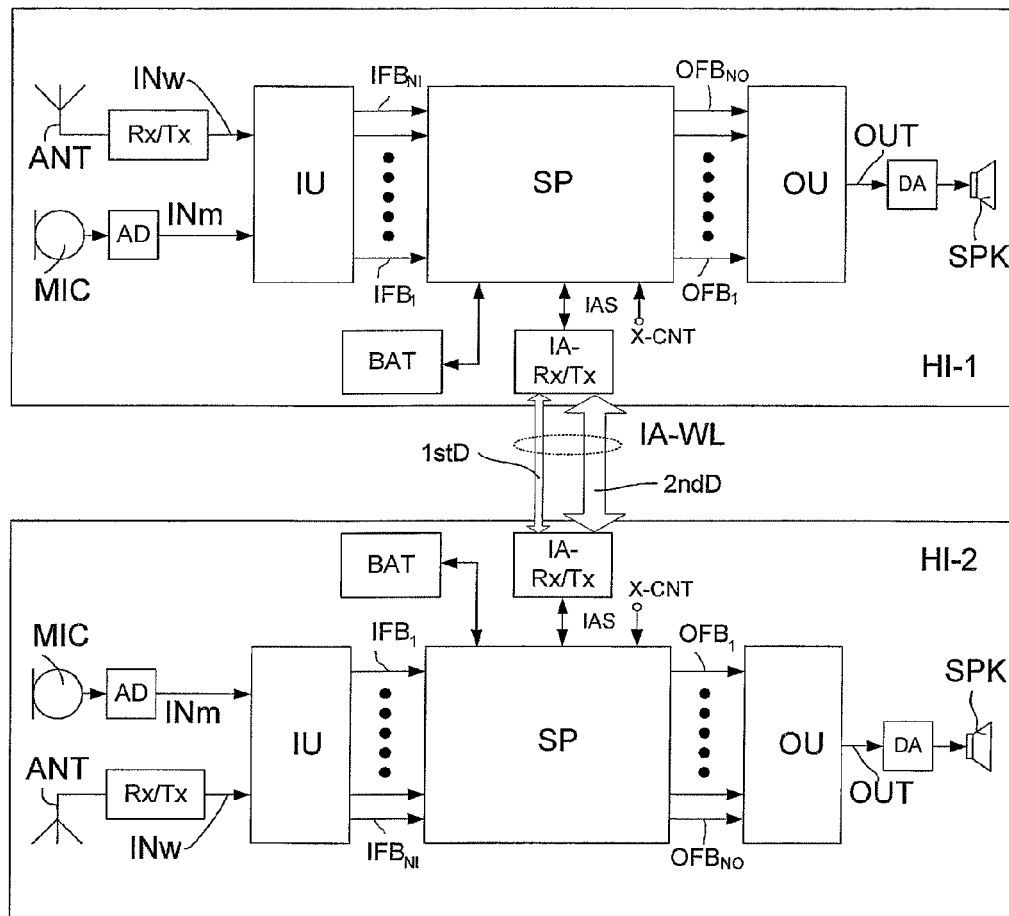 INw
IFB_NI
OFB_NO
Rx/Tx
ANT
IU
SP
OU
OUT
DA
INm
AD
MIC
SPK
IFB_1
OFB_1
IAS
X-CNT
BAT
IA-
Rx/Tx
HI-1
IA-WL
1stD
2ndD
HI-2
BAT
IA-
Rx/Tx
X-CNT
IAS
MIC
IFB_1
OFB_1
SPK
AD
INm
IU
SP
OU
DA
ANT
OUT
Rx/Tx
INw
IFB_NI
OFB_NO